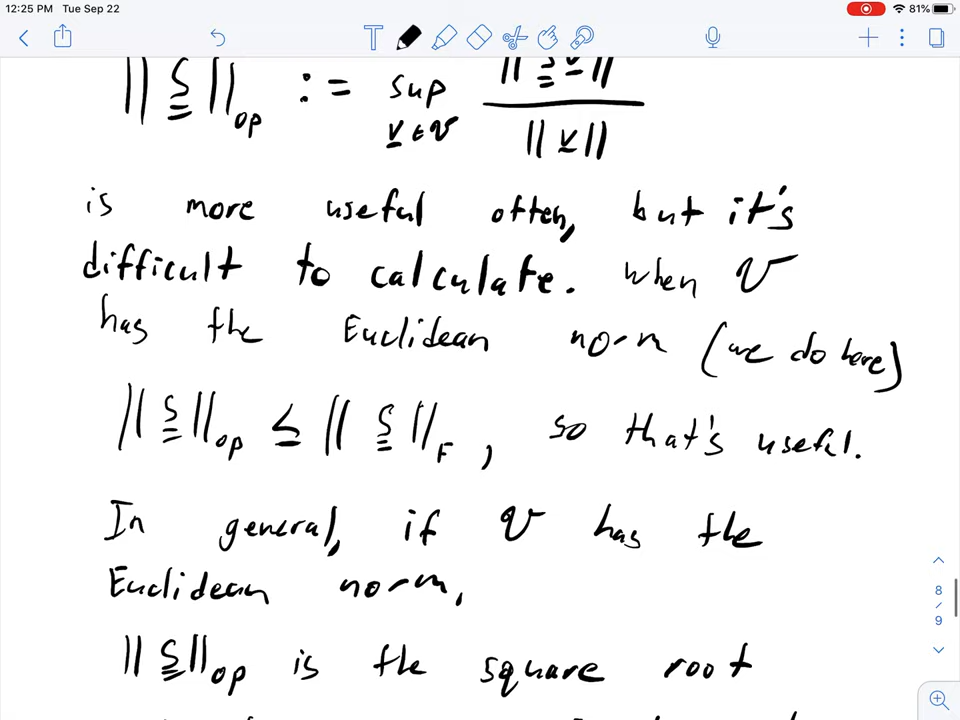 12:25 PM Tue Sep 22
81%
T
‖S‖op := sup ‖S v‖
v ∈ V ‖v‖
is more useful often, but it's
difficult to calculate. when V
has the Euclidean norm (we do here)
‖S‖op ≤ ‖S‖F, so that's useful.
In general, if V has the
Euclidean norm,
‖S‖op is the square root
8
/
9